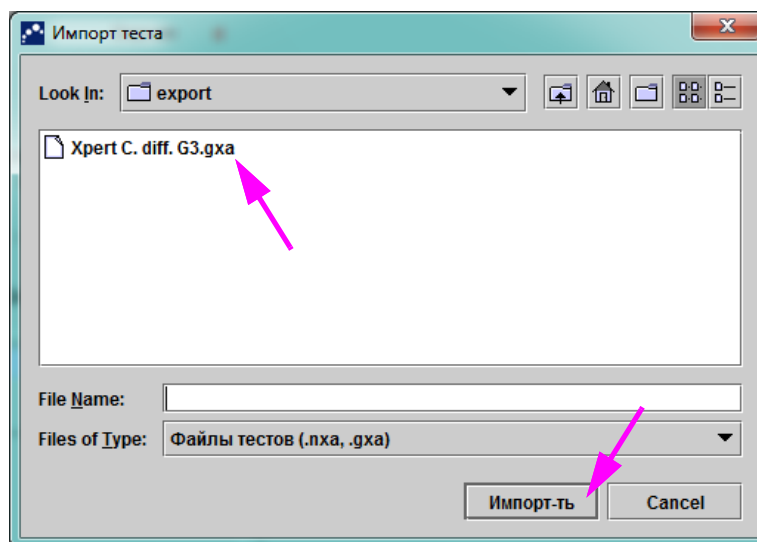 Импорт теста
Look In: export
Xpert C. diff. G3.gxa
File Name:
Files of Type: Файлы тестов (.nxa, .gxa)
Импорт-ть Cancel